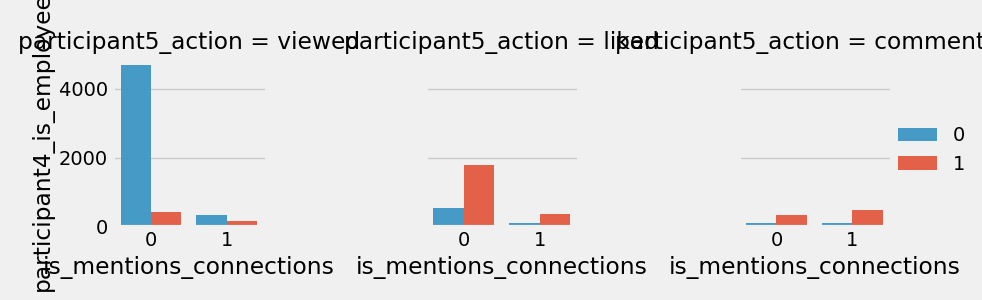 participant5_action = viewed
participant5_action = liked
participant5_action = comment
participant4_is_employee
4000
2000
0
0 1
0 1
0 1
is_mentions_connections
is_mentions_connections
is_mentions_connections
0
1